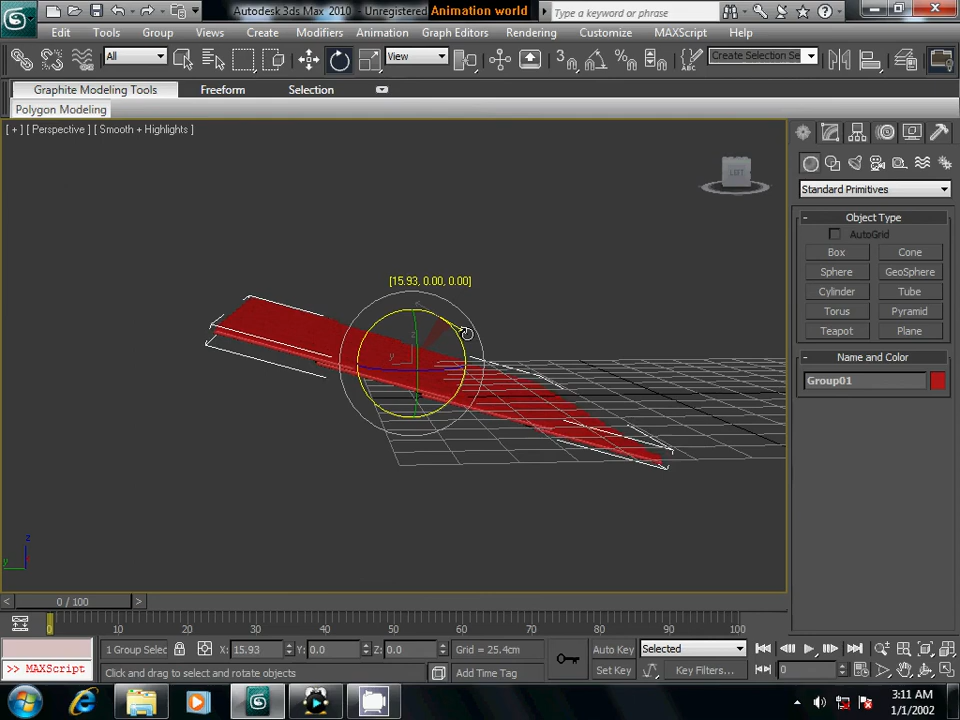 Autodesk 3ds Max 2010 - Unregistered Animation world Type a keyword or phrase
Edit Tools Group Views Create Modifiers Animation Graph Editors Rendering Customize MAXScript Help
All View Create Selection Se
Graphite Modeling Tools Freeform Selection
Polygon Modeling
[ + ] [ Perspective ] [ Smooth + Highlights ]
LEFT
Standard Primitives
- Object Type
AutoGrid
Box Cone
Sphere GeoSphere
Cylinder Tube
Torus Pyramid
Teapot Plane
- Name and Color
Group01
[15.93, 0.00, 0.00]
z
y
z
y
< 0 / 100 >
0 10 20 30 40 50 60 70 80 90 100
1 Group Selec X: 15.93 Y: 0.0 Z: 0.0 Grid = 25.4cm Auto Key Selected
>> MAXScript Click and drag to select and rotate objects Add Time Tag Set Key Key Filters... 0
3:11 AM
1/1/2002